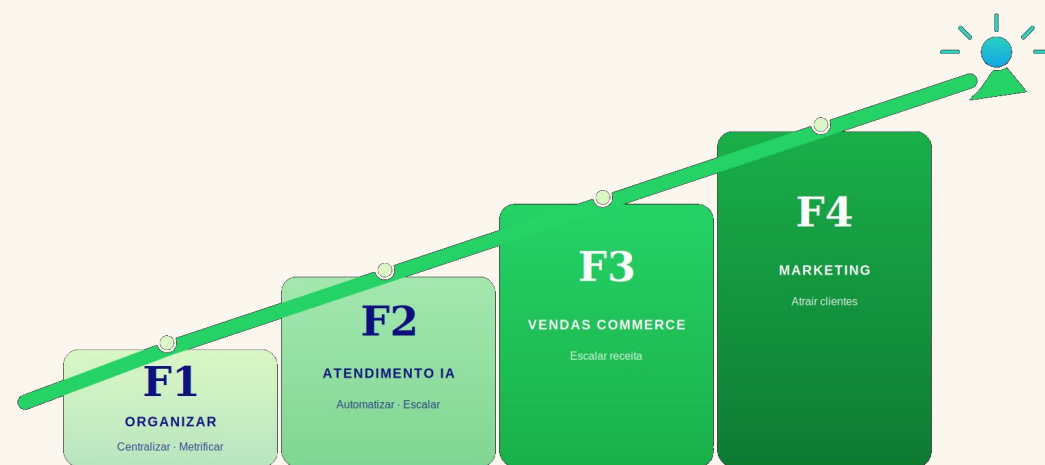 F1
ORGANIZAR
Centralizar · Metrificar
F2
ATENDIMENTO IA
Automatizar · Escalar
F3
VENDAS COMMERCE
Escalar receita
F4
MARKETING
Atrair clientes